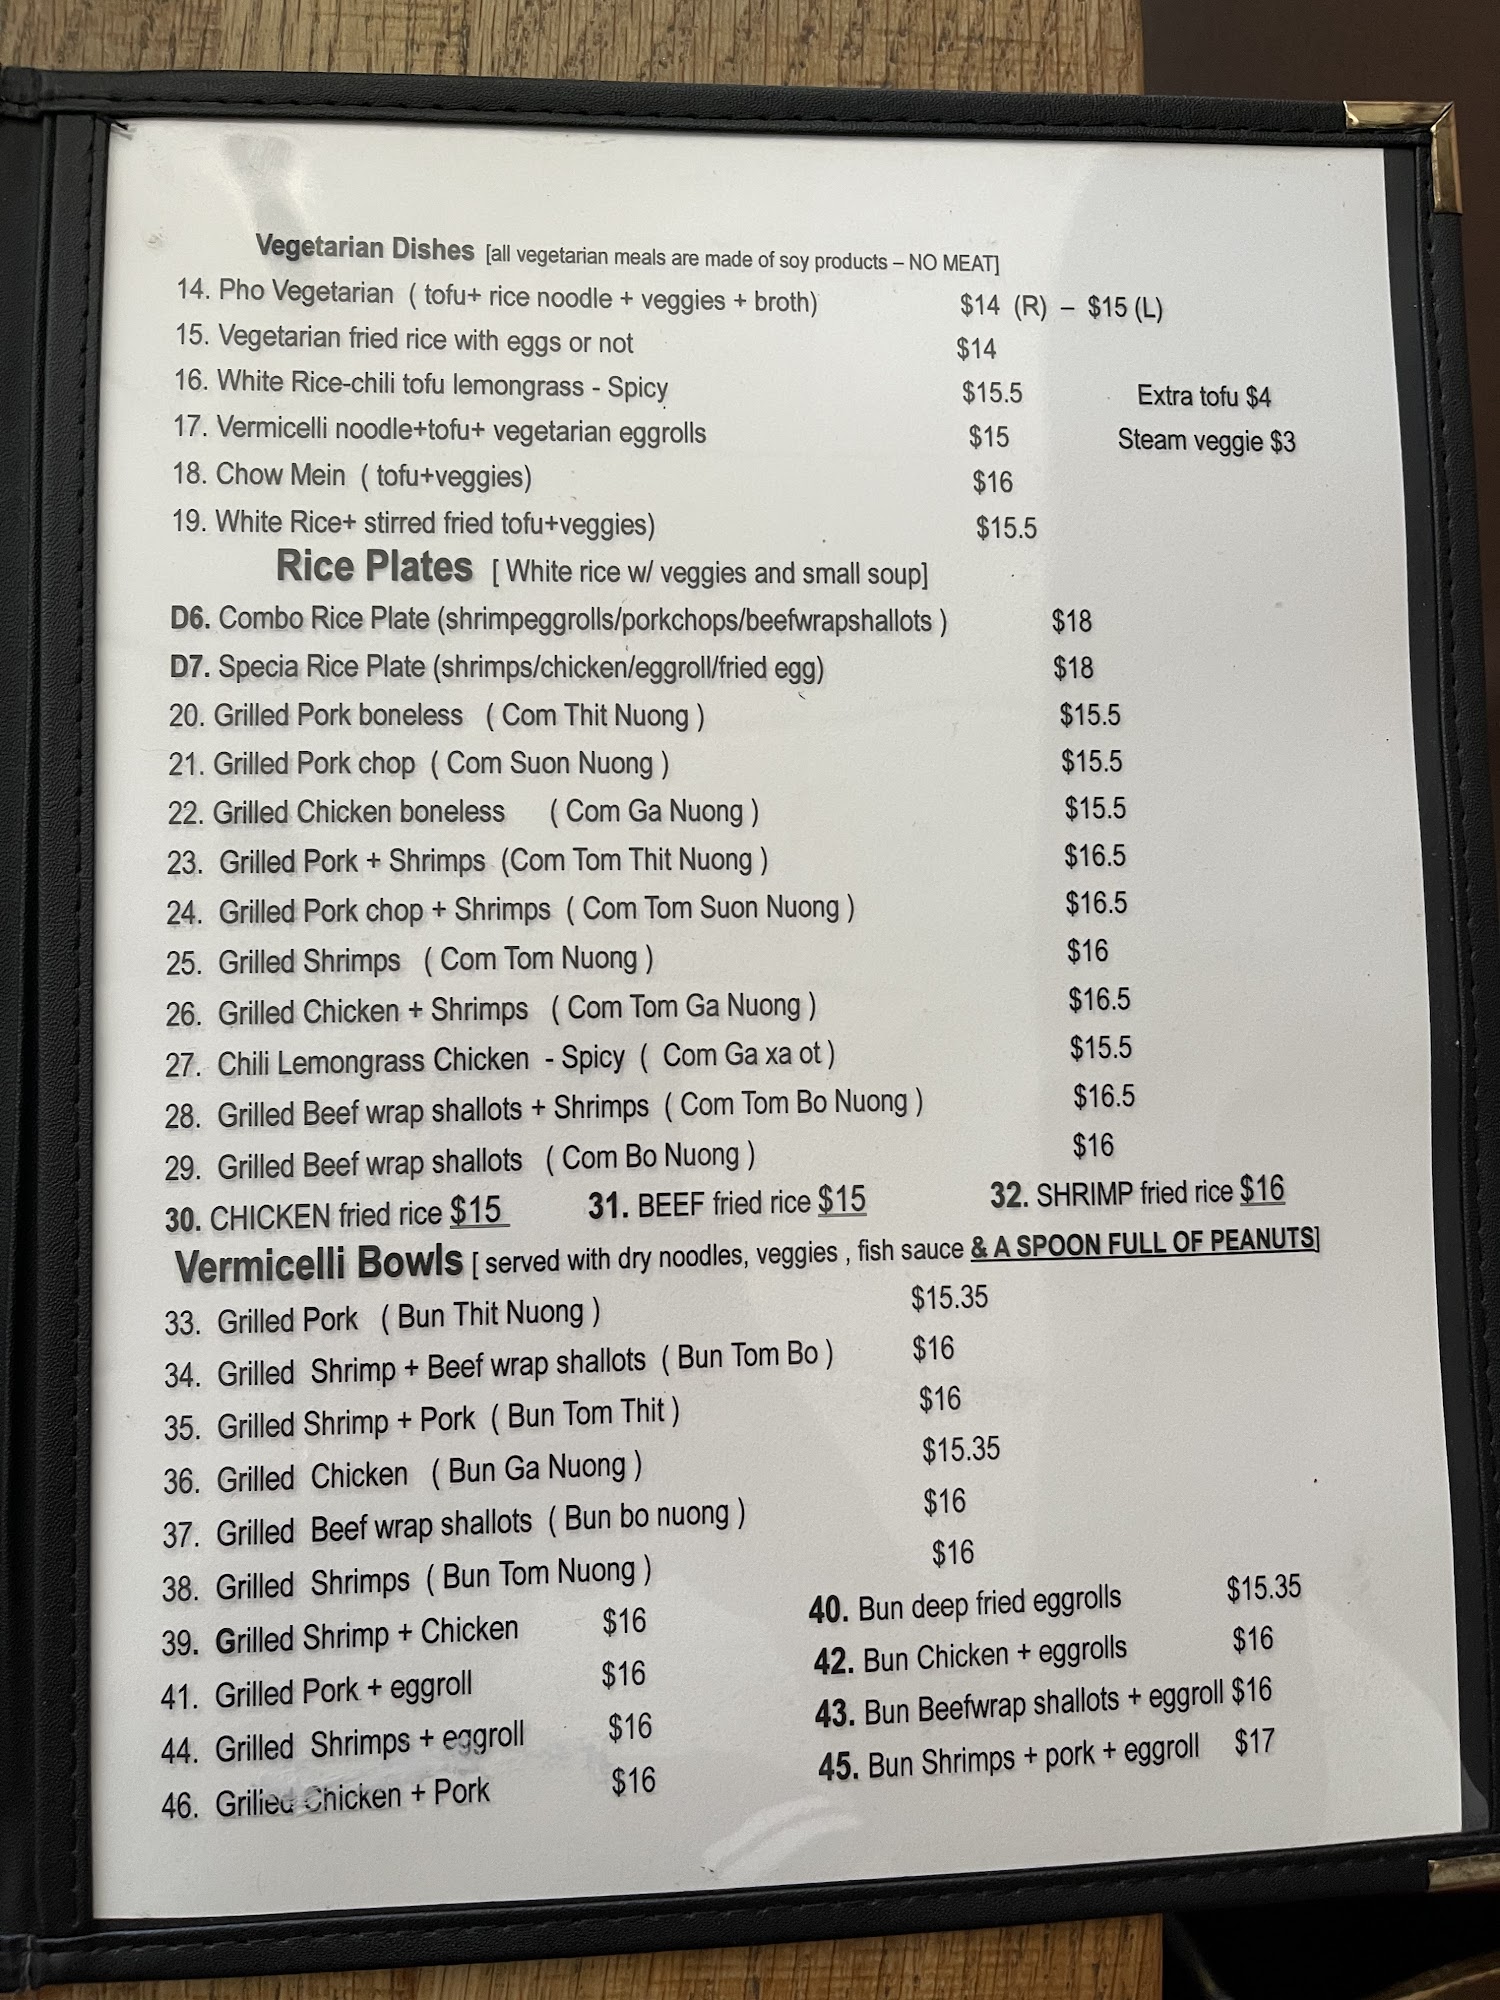 Vegetarian Dishes [all vegetarian meals are made of soy products – NO MEAT]
14. Pho Vegetarian ( tofu+ rice noodle + veggies + broth) $14 (R) – $15 (L)
15. Vegetarian fried rice with eggs or not $14
16. White Rice-chili tofu lemongrass - Spicy $15.5 Extra tofu $4
17. Vermicelli noodle+tofu+ vegetarian eggrolls $15 Steam veggie $3
18. Chow Mein ( tofu+veggies) $16
19. White Rice+ stirred fried tofu+veggies) $15.5
Rice Plates [ White rice w/ veggies and small soup]
D6. Combo Rice Plate (shrimpeggrolls/porkchops/beefwrapshallots ) $18
D7. Specia Rice Plate (shrimps/chicken/eggroll/fried egg) $18
20. Grilled Pork boneless ( Com Thit Nuong ) $15.5
21. Grilled Pork chop ( Com Suon Nuong ) $15.5
22. Grilled Chicken boneless ( Com Ga Nuong ) $15.5
23. Grilled Pork + Shrimps (Com Tom Thit Nuong ) $16.5
24. Grilled Pork chop + Shrimps ( Com Tom Suon Nuong ) $16.5
25. Grilled Shrimps ( Com Tom Nuong ) $16
26. Grilled Chicken + Shrimps ( Com Tom Ga Nuong ) $16.5
27. Chili Lemongrass Chicken - Spicy ( Com Ga xa ot ) $15.5
28. Grilled Beef wrap shallots + Shrimps ( Com Tom Bo Nuong ) $16.5
29. Grilled Beef wrap shallots ( Com Bo Nuong ) $16
30. CHICKEN fried rice $15 31. BEEF fried rice $15 32. SHRIMP fried rice $16
Vermicelli Bowls [ served with dry noodles, veggies , fish sauce & A SPOON FULL OF PEANUTS]
33. Grilled Pork ( Bun Thit Nuong ) $15.35
34. Grilled Shrimp + Beef wrap shallots ( Bun Tom Bo ) $16
35. Grilled Shrimp + Pork ( Bun Tom Thit ) $16
36. Grilled Chicken ( Bun Ga Nuong ) $15.35
37. Grilled Beef wrap shallots ( Bun bo nuong ) $16
38. Grilled Shrimps ( Bun Tom Nuong ) $16
39. Grilled Shrimp + Chicken $16 40. Bun deep fried eggrolls $15.35
41. Grilled Pork + eggroll $16 42. Bun Chicken + eggrolls $16
44. Grilled Shrimps + eggroll $16 43. Bun Beefwrap shallots + eggroll $16
46. Grilled Chicken + Pork $16 45. Bun Shrimps + pork + eggroll $17